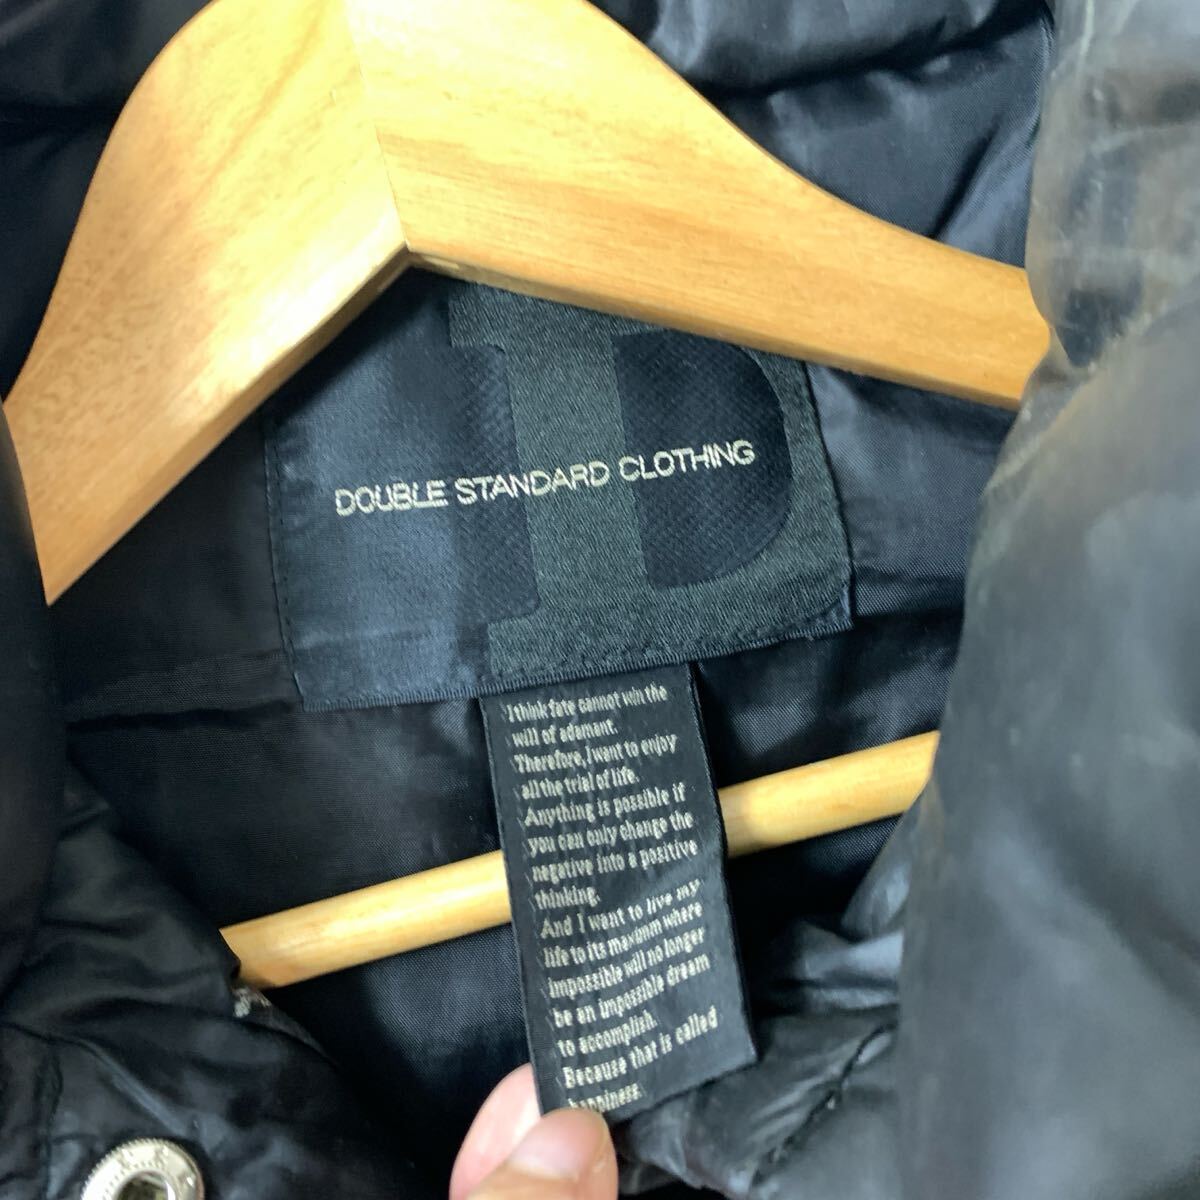 DOUBLE STANDARD CLOTHING
I think fate cannot win the
will of adamant.
Therefore, I want to enjoy
all the trial of life.
Anything is possible if
you can only change the
negative into a positive
thinking.
And I want to live my
life to its maximum where
impossible will no longer
be an impossible dream
to accomplish.
Because that is called
happiness.